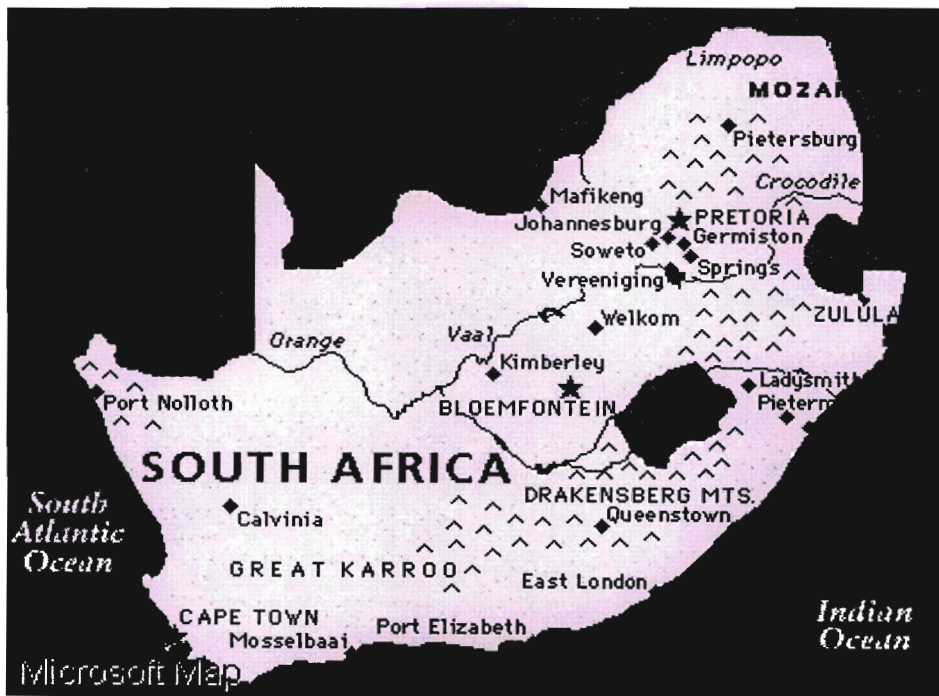 Limpopo
MOZA
Pietersburg
Crocodile
Mafikeng
Johannesburg
PRETORIA
Germiston
Soweto
Springs
Vereeniging
ZULULA
Welkom
Vaal
Orange
Kimberley
Ladysmith
Port Nolloth
BLOEMFONTEIN
Pieterm
SOUTH AFRICA
DRAKENSBERG MTS.
South
Atlantic
Ocean
Calvinia
Queenstown
GREAT KARROO
East London
CAPE TOWN
Port Elizabeth
Mosselbaai
Indian
Ocean
Microsoft Map